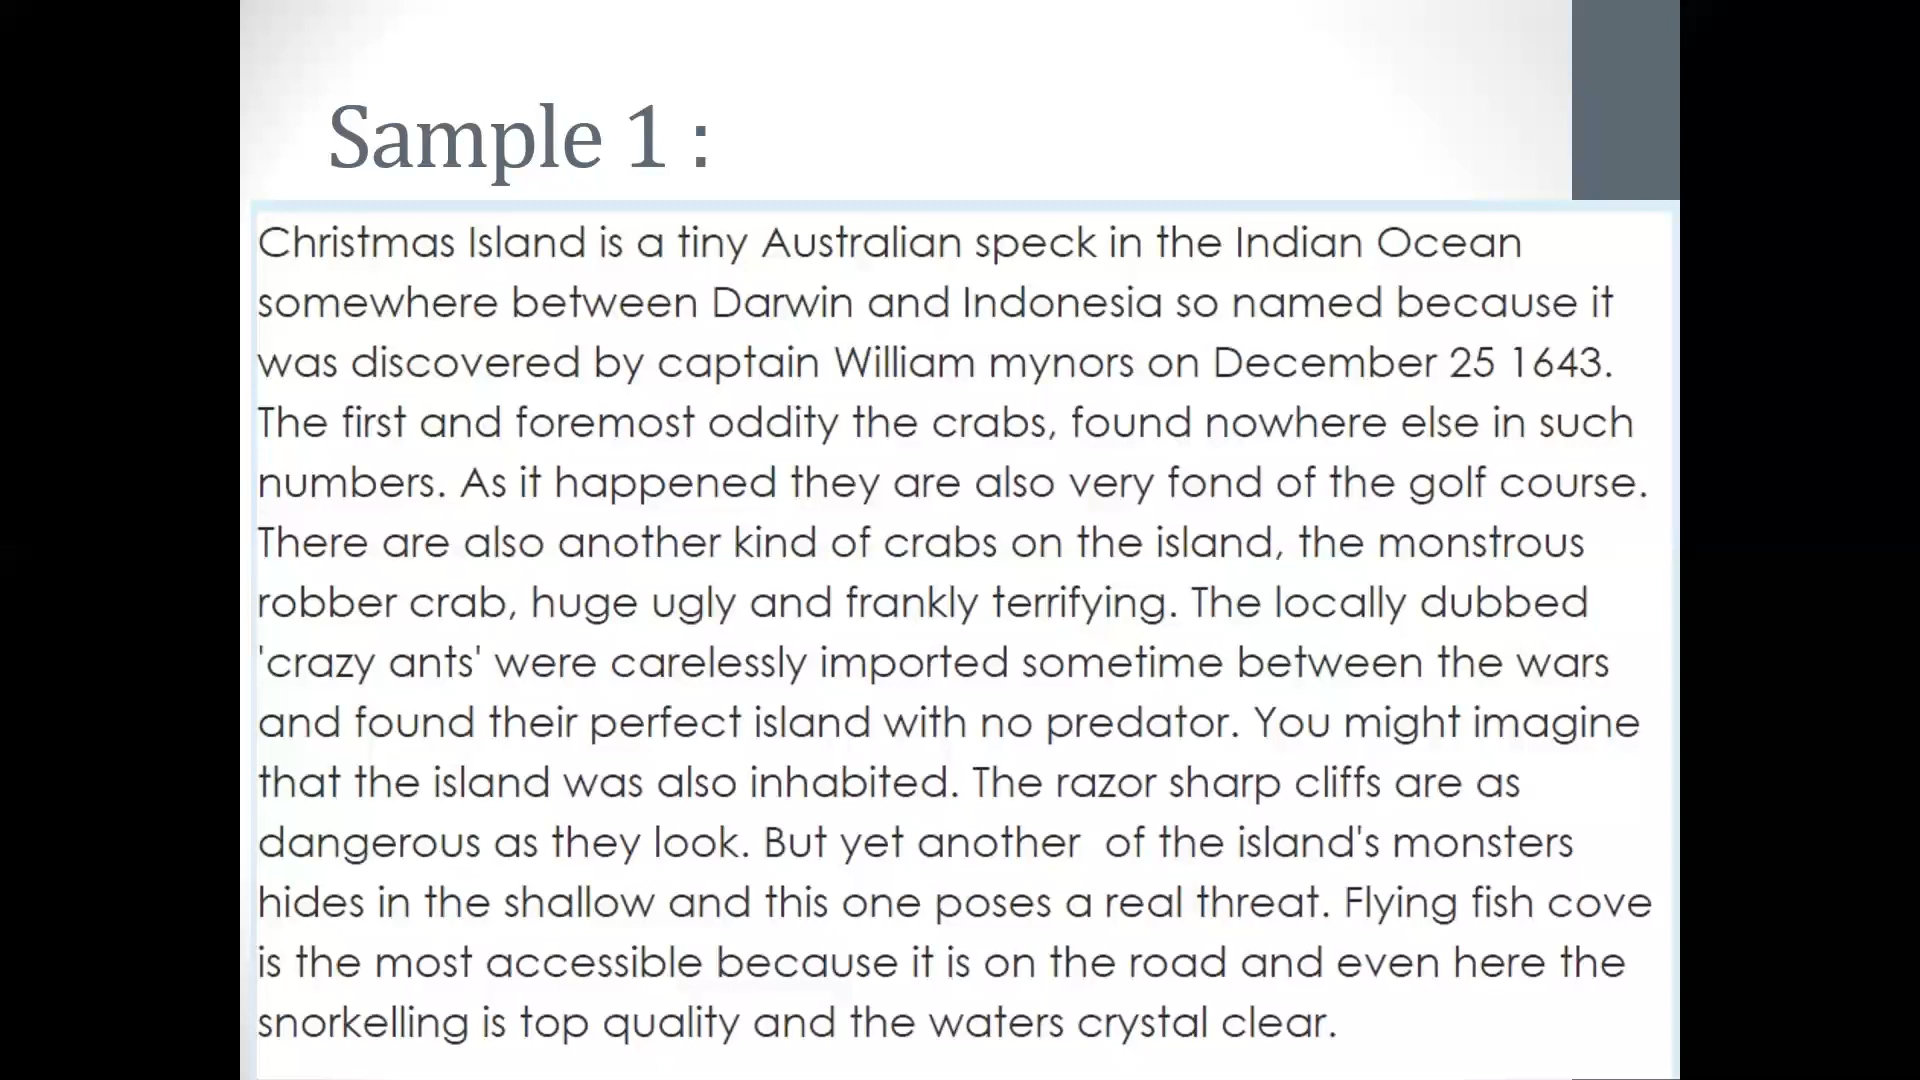 Sample 1 :
Christmas Island is a tiny Australian speck in the Indian Ocean
somewhere between Darwin and Indonesia so named because it
was discovered by captain William mynors on December 25 1643.
The first and foremost oddity the crabs, found nowhere else in such
numbers. As it happened they are also very fond of the golf course.
There are also another kind of crabs on the island, the monstrous
robber crab, huge ugly and frankly terrifying. The locally dubbed
'crazy ants' were carelessly imported sometime between the wars
and found their perfect island with no predator. You might imagine
that the island was also inhabited. The razor sharp cliffs are as
dangerous as they look. But yet another  of the island's monsters
hides in the shallow and this one poses a real threat. Flying fish cove
is the most accessible because it is on the road and even here the
snorkelling is top quality and the waters crystal clear.